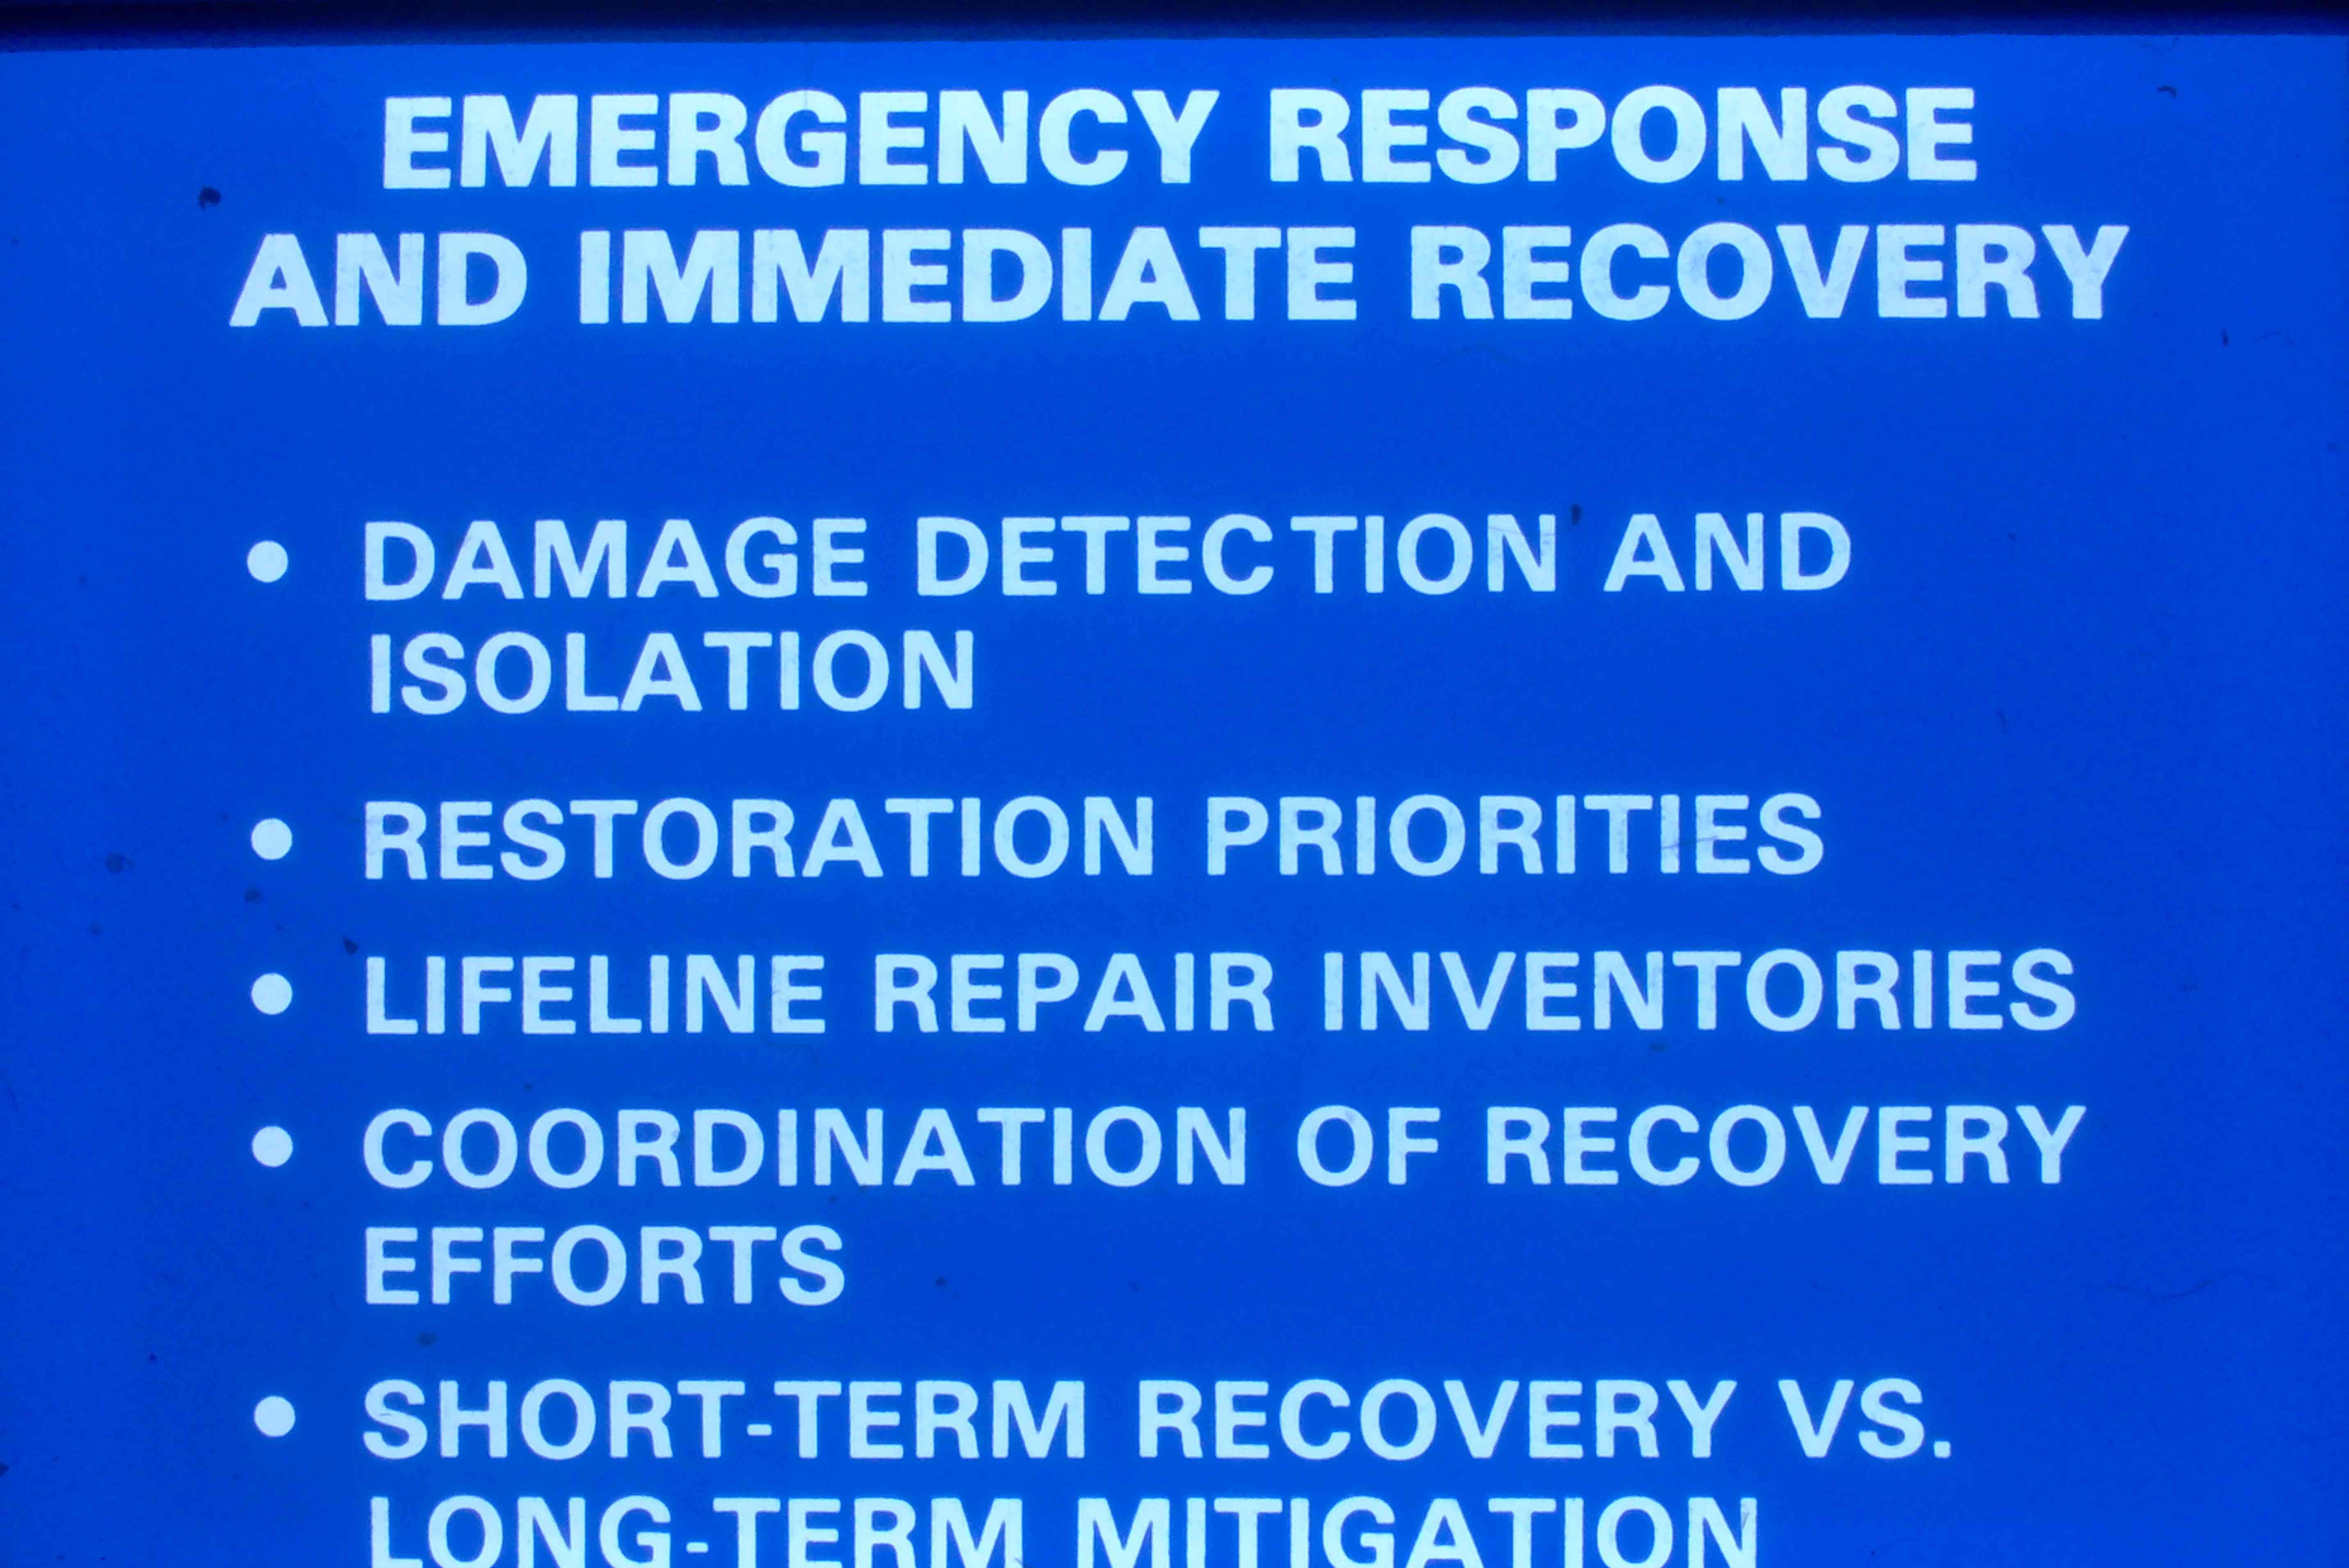 EMERGENCY RESPONSE
AND IMMEDIATE RECOVERY
• DAMAGE DETECTION AND
ISOLATION
• RESTORATION PRIORITIES
• LIFELINE REPAIR INVENTORIES
• COORDINATION OF RECOVERY
EFFORTS
• SHORT-TERM RECOVERY VS.
LONG-TERM MITIGATION